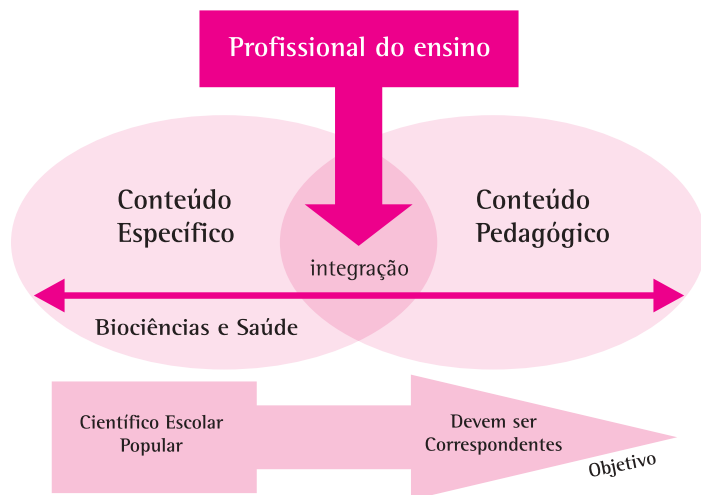 Profissional do ensino
Conteúdo
Específico
Conteúdo
Pedagógico
integração
Biociências e Saúde
Científico Escolar
Popular
Devem ser
Correspondentes
Objetivo